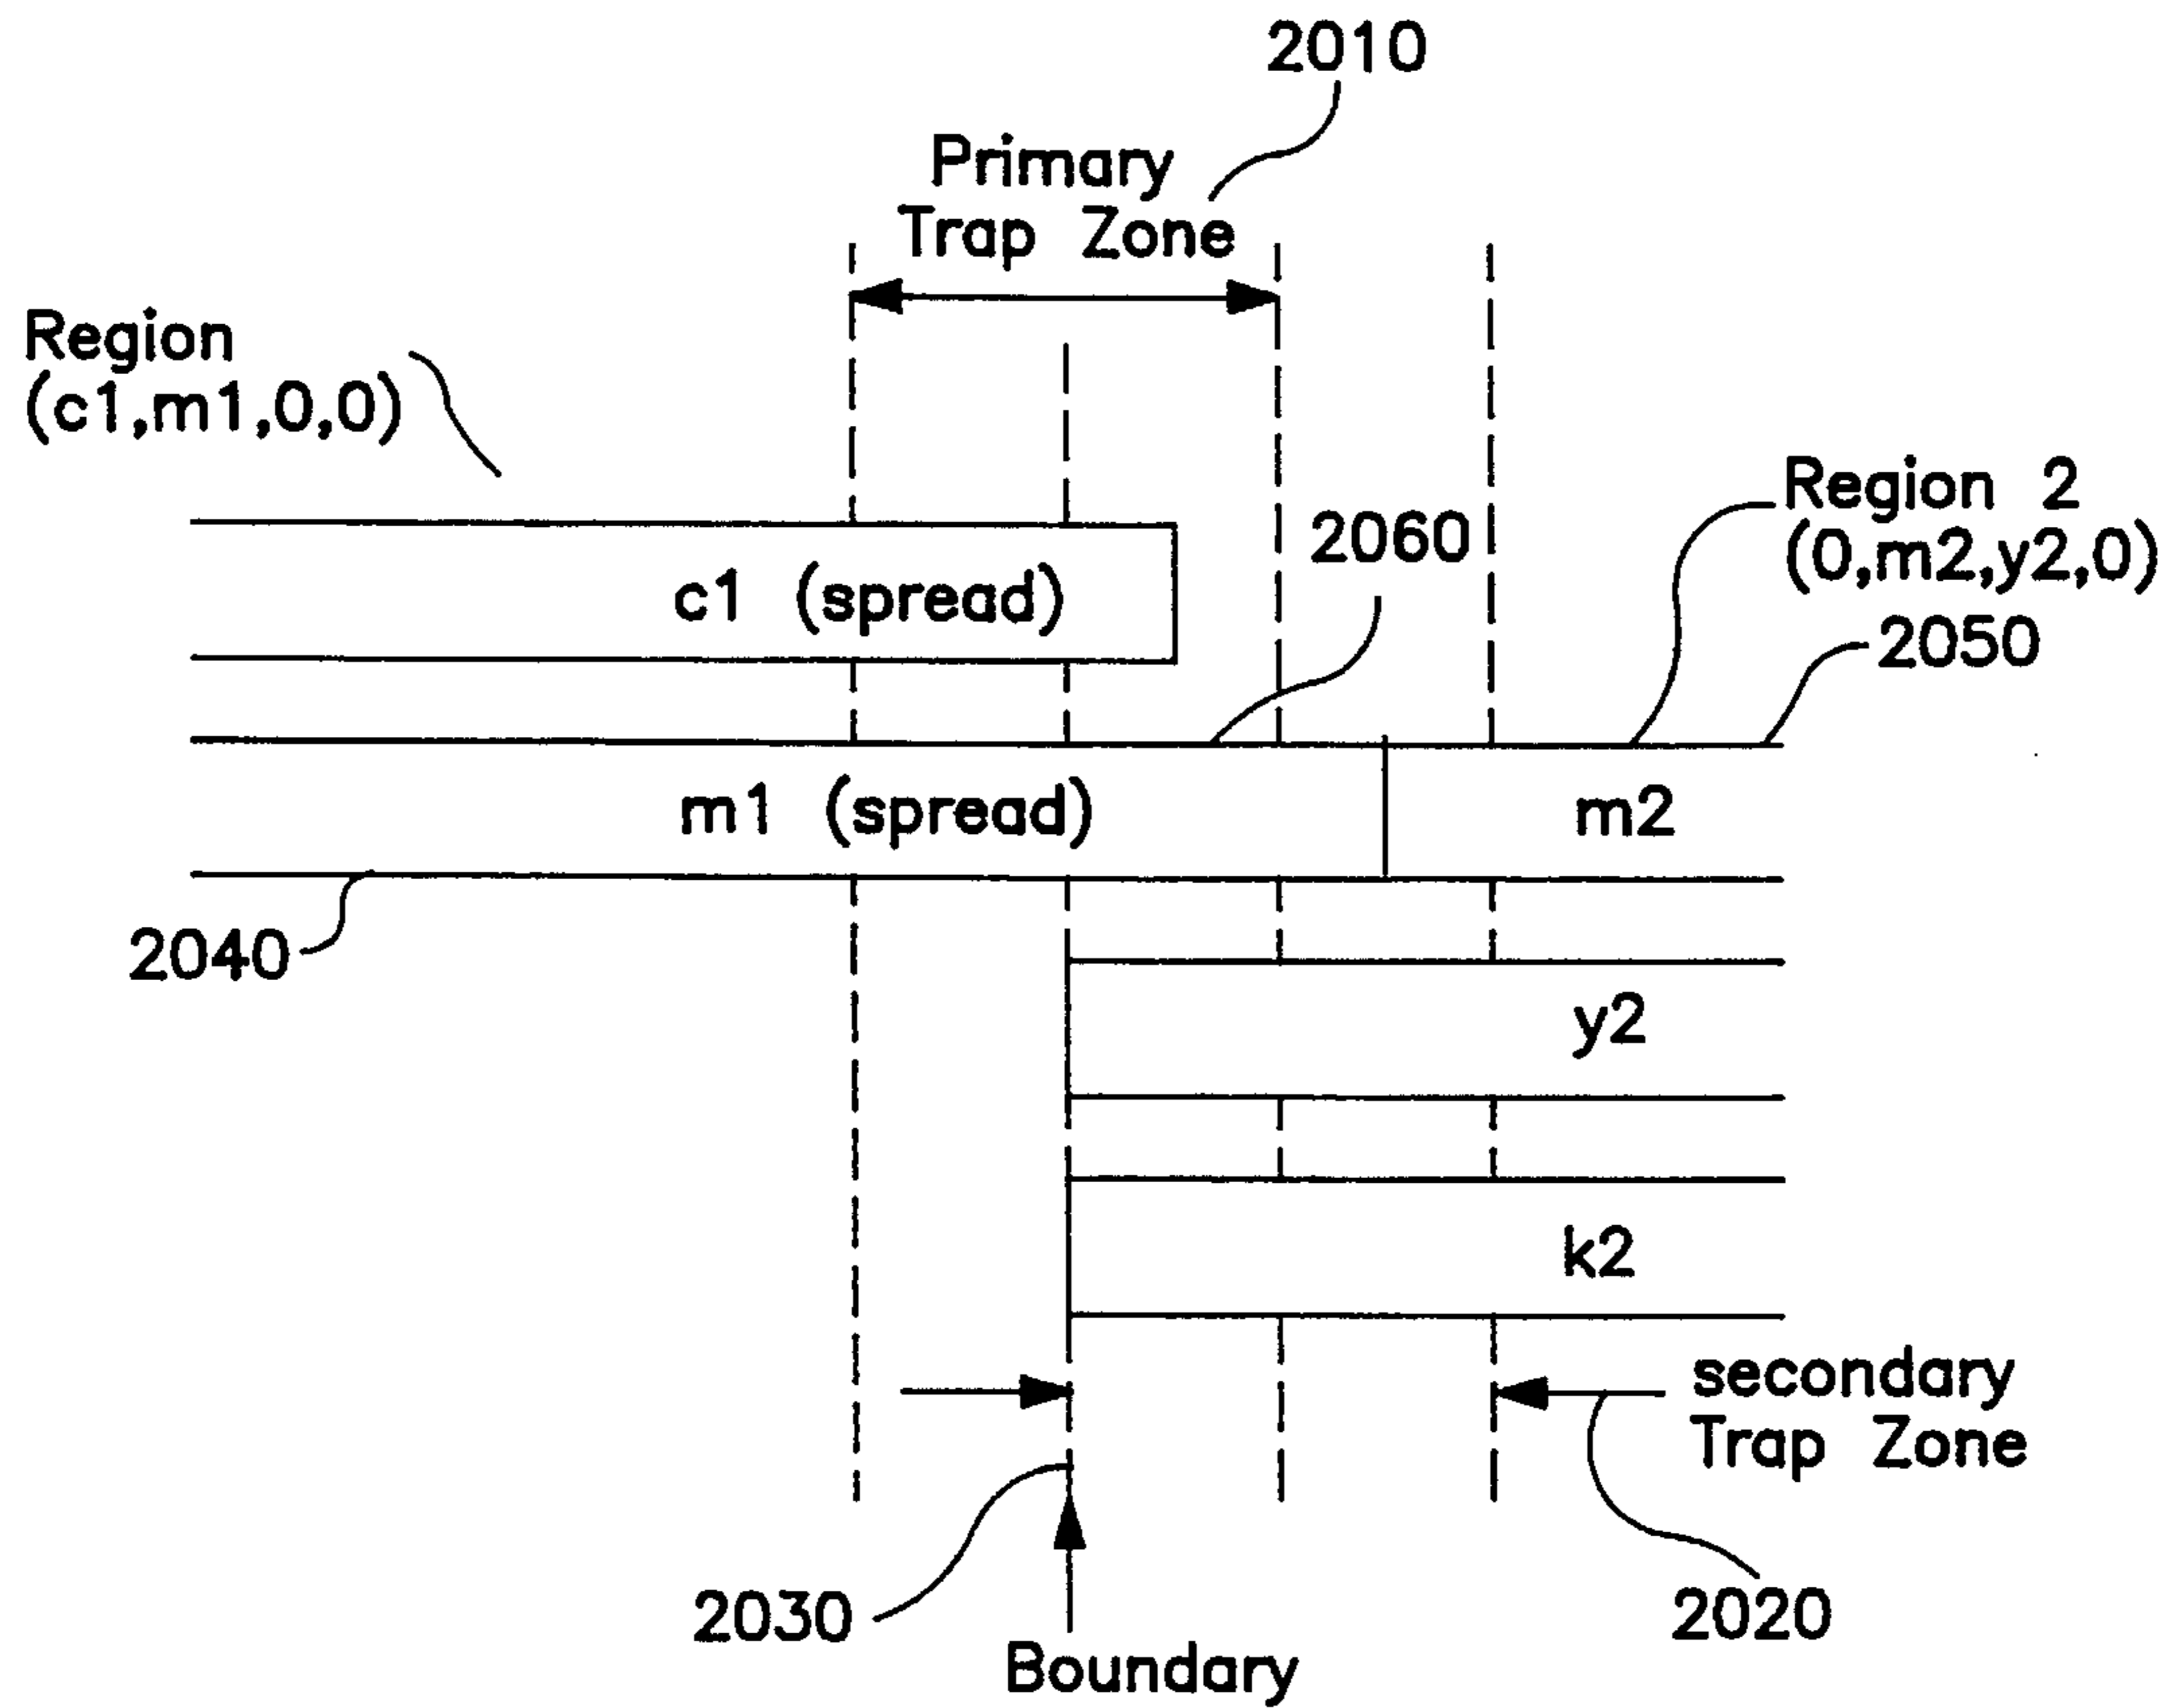 2010
Primary
Trap Zone
Region
(c1,m1,0,0)
Region 2
(0,m2,y2,0)
2060
c1 (spread)
2050
m1 (spread)
m2
2040
y2
k2
secondary
Trap Zone
2030
2020
Boundary